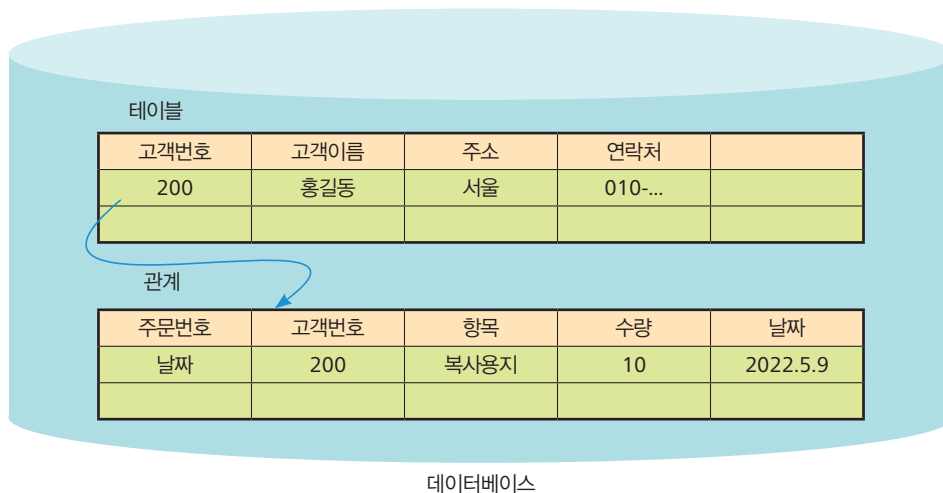 테이블
고객번호 고객이름 주소 연락처
200 홍길동 서울 010-...
관계
주문번호 고객번호 항목 수량 날짜
날짜 200 복사용지 10 2022.5.9
데이터베이스